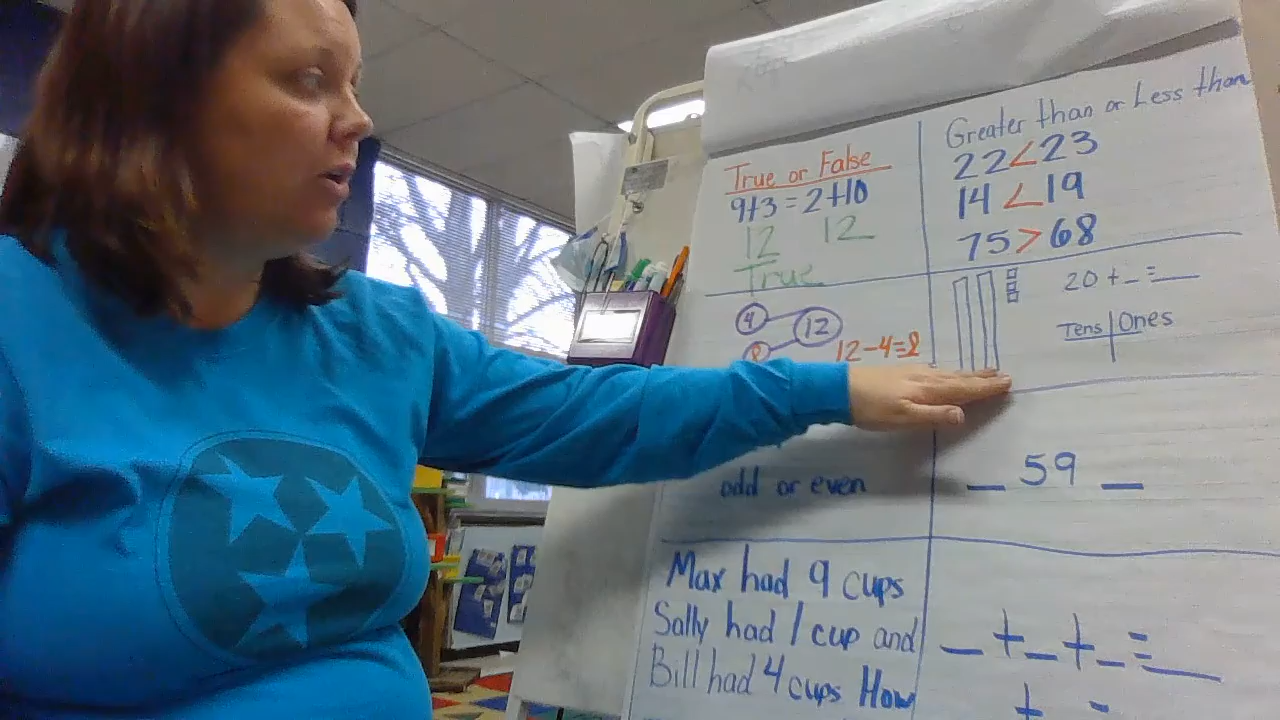 True or False
9+3 = 2+10
12 12
True
Greater than or Less than
22 < 23
14 < 19
75 > 68
4 12
8
12-4=8
20 + _ = __
Tens Ones
odd or even
_ 59 _
Max had 9 cups
Sally had 1 cup and
Bill had 4 cups How
_ + _ + _ = __
+ =